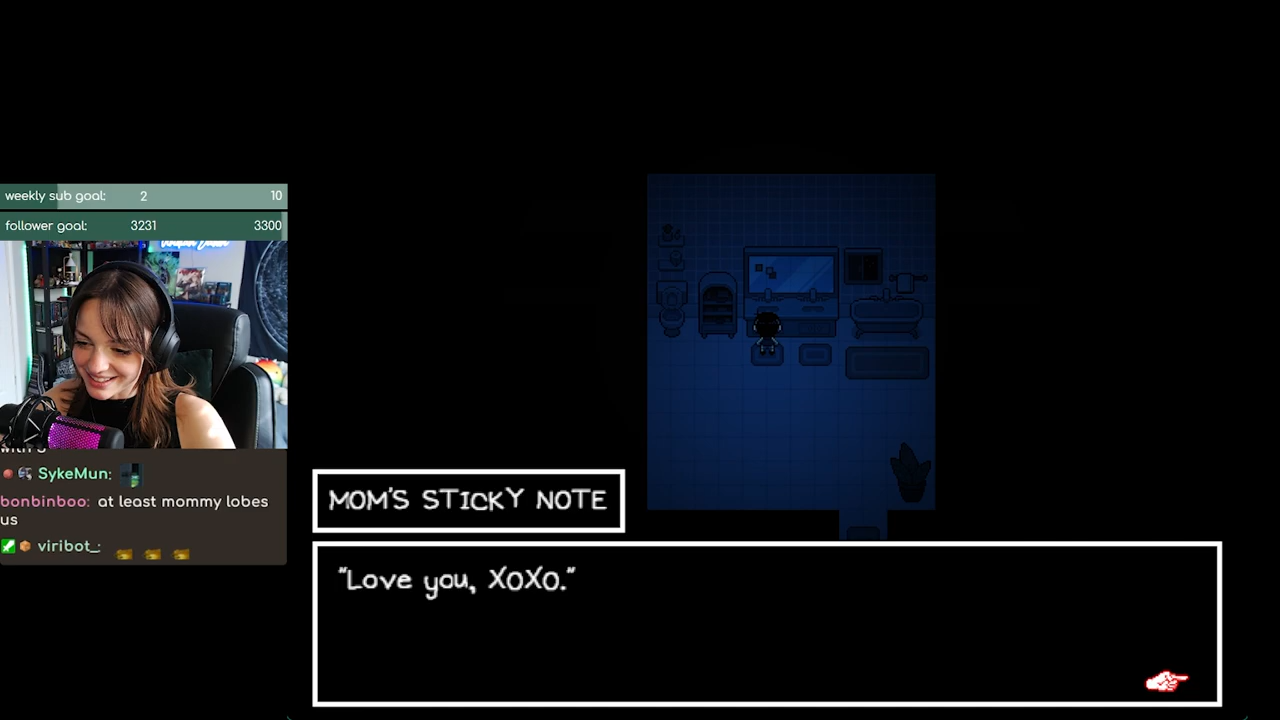 weekly sub goal: 2 10
follower goal: 3231 3300
SykeMun:
bonbinboo: at least mommy lobes
us
viribot_:
MOM'S STICKY NOTE
"Love you, XOXO."